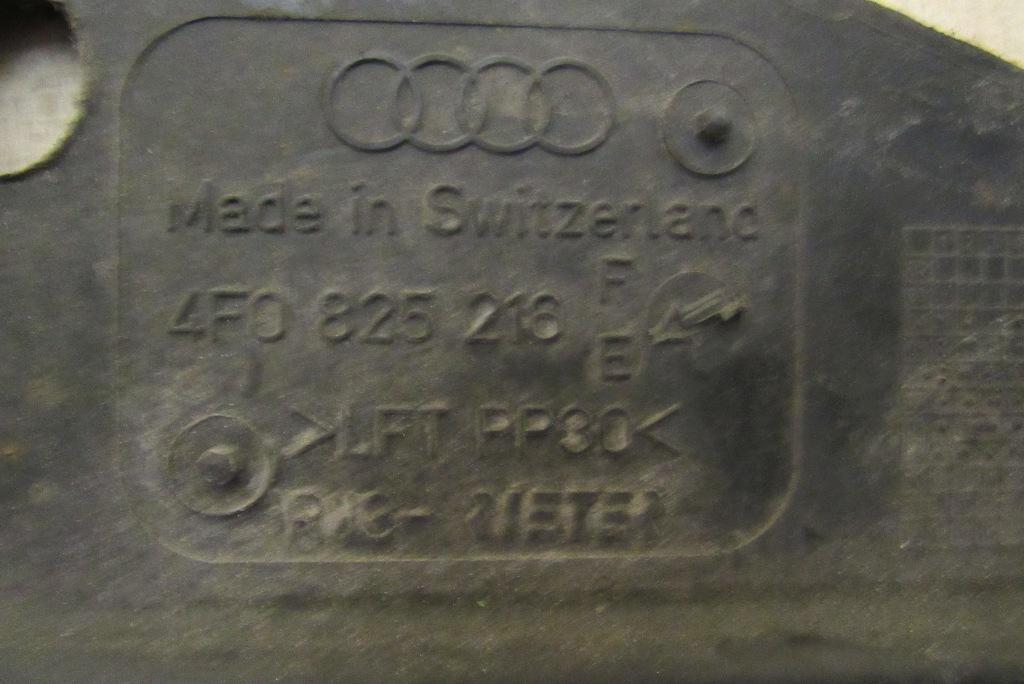 Made in Switzerland
4F0 825 216 F
E
>LFT PP30<